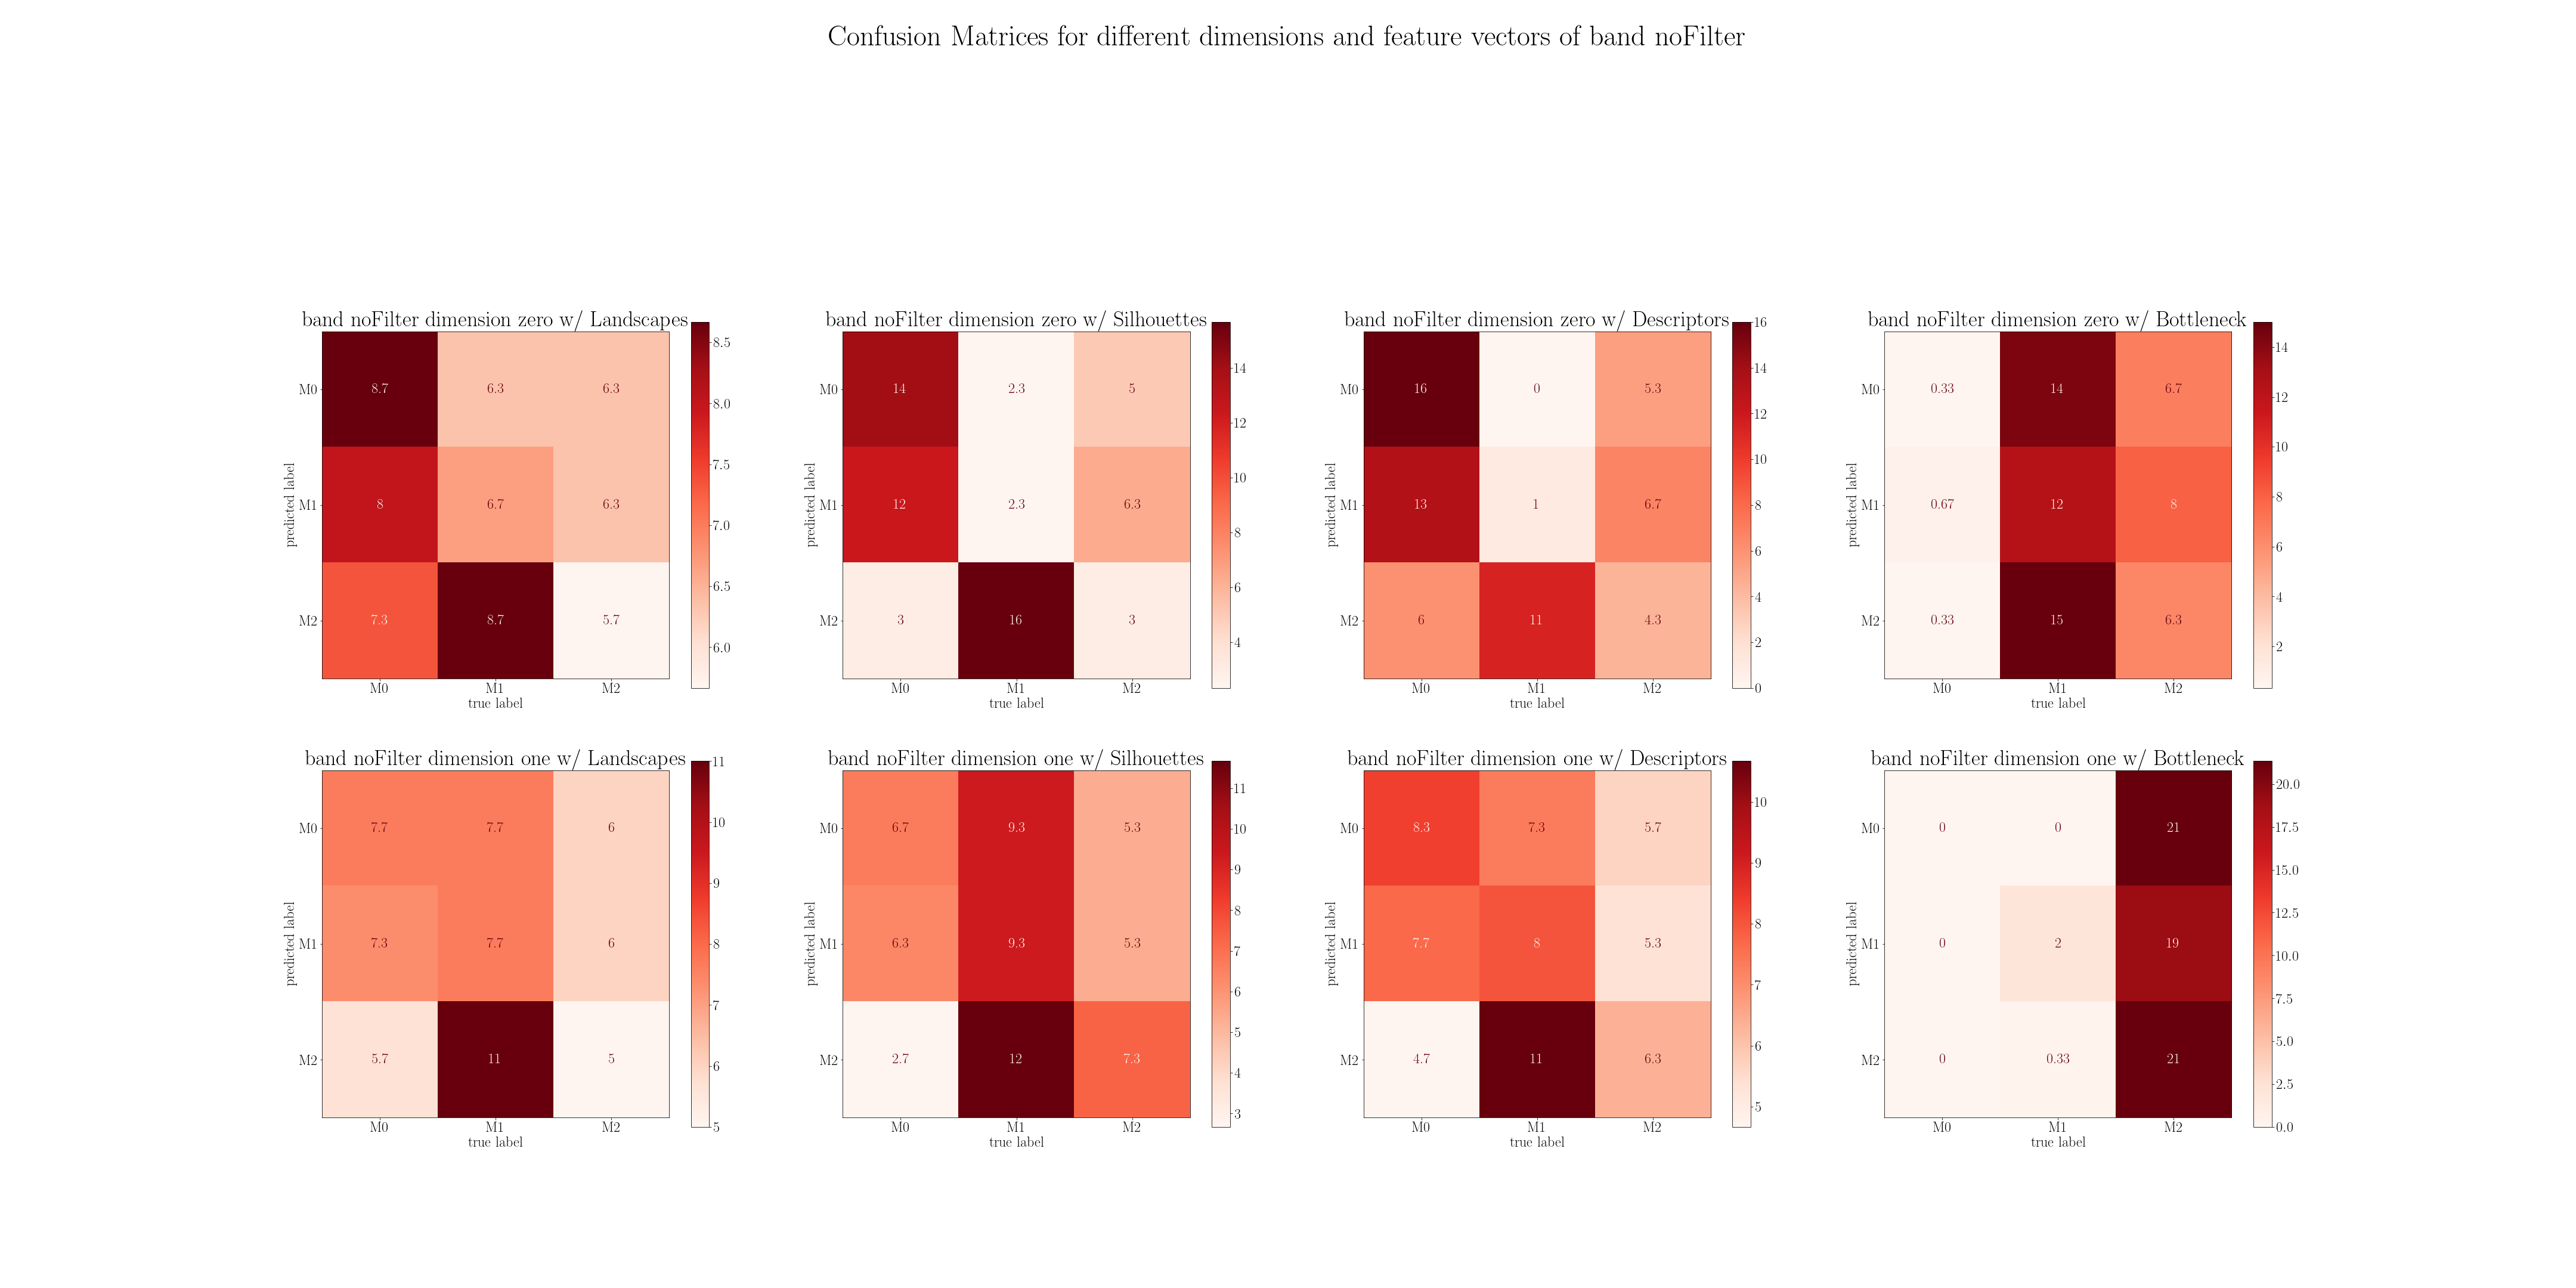 Confusion Matrices for different dimensions and feature vectors of band noFilter
band noFilter dimension zero w/ Landscapes
predicted label
M0 8.7 6.3 6.3
M1 8 6.7 6.3
M2 7.3 8.7 5.7
M0 M1 M2
true label
8.5
8.0
7.5
7.0
6.5
6.0
band noFilter dimension zero w/ Silhouettes
predicted label
M0 14 2.3 5
M1 12 2.3 6.3
M2 3 16 3
M0 M1 M2
true label
14
12
10
8
6
4
band noFilter dimension zero w/ Descriptors
predicted label
M0 16 0 5.3
M1 13 1 6.7
M2 6 11 4.3
M0 M1 M2
true label
16
14
12
10
8
6
4
2
0
band noFilter dimension zero w/ Bottleneck
predicted label
M0 0.33 14 6.7
M1 0.67 12 8
M2 0.33 15 6.3
M0 M1 M2
true label
14
12
10
8
6
4
2
band noFilter dimension one w/ Landscapes
predicted label
M0 7.7 7.7 6
M1 7.3 7.7 6
M2 5.7 11 5
M0 M1 M2
true label
11
10
9
8
7
6
5
band noFilter dimension one w/ Silhouettes
predicted label
M0 6.7 9.3 5.3
M1 6.3 9.3 5.3
M2 2.7 12 7.3
M0 M1 M2
true label
11
10
9
8
7
6
5
4
3
band noFilter dimension one w/ Descriptors
predicted label
M0 8.3 7.3 5.7
M1 7.7 8 5.3
M2 4.7 11 6.3
M0 M1 M2
true label
10
9
8
7
6
5
band noFilter dimension one w/ Bottleneck
predicted label
M0 0 0 21
M1 0 2 19
M2 0 0.33 21
M0 M1 M2
true label
20.0
17.5
15.0
12.5
10.0
7.5
5.0
2.5
0.0